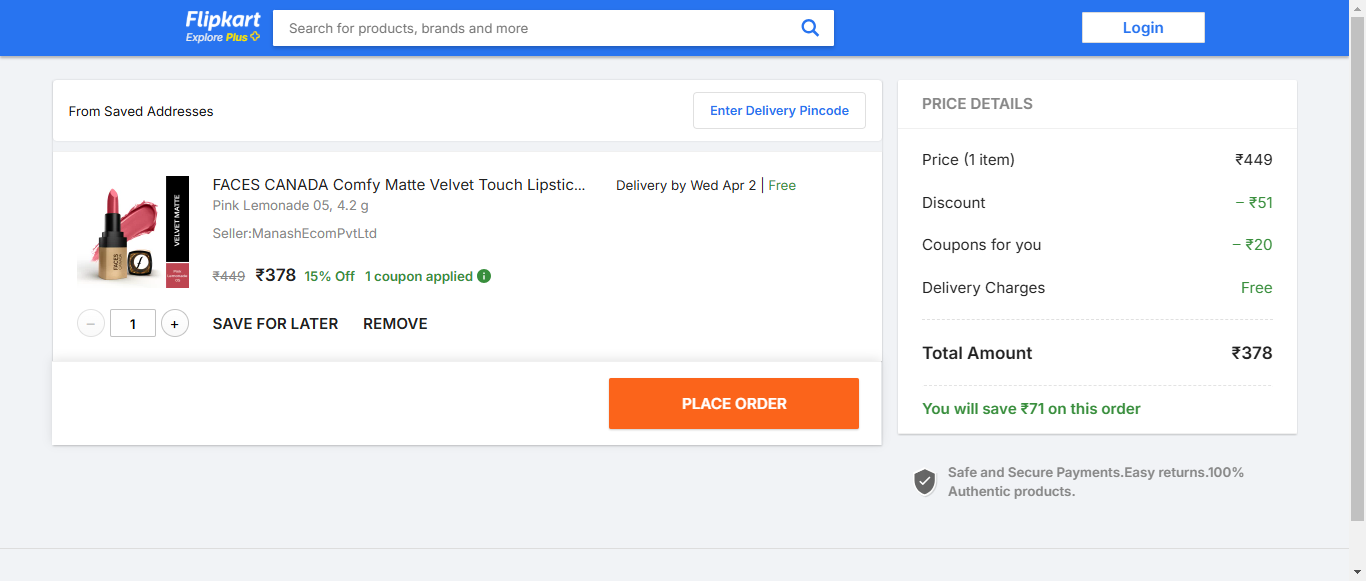 Flipkart
Explore Plus
Search for products, brands and more
Login
From Saved Addresses
Enter Delivery Pincode
FACES CANADA Comfy Matte Velvet Touch Lipstic...
Delivery by Wed Apr 2 | Free
Pink Lemonade 05, 4.2 g
Seller:ManashEcomPvtLtd
VELVET MATTE
FACES
Pink
Lemonade
05
₹449 ₹378 15% Off 1 coupon applied
1
SAVE FOR LATER
REMOVE
PLACE ORDER
PRICE DETAILS
Price (1 item) ₹449
Discount − ₹51
Coupons for you − ₹20
Delivery Charges Free
Total Amount ₹378
You will save ₹71 on this order
Safe and Secure Payments.Easy returns.100%
Authentic products.